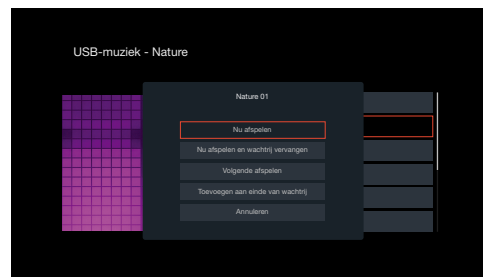 USB-muziek - Nature
Nature 01
Nu afspelen
Nu afspelen en wachtrij vervangen
Volgende afspelen
Toevoegen aan einde van wachtrij
Annuleren